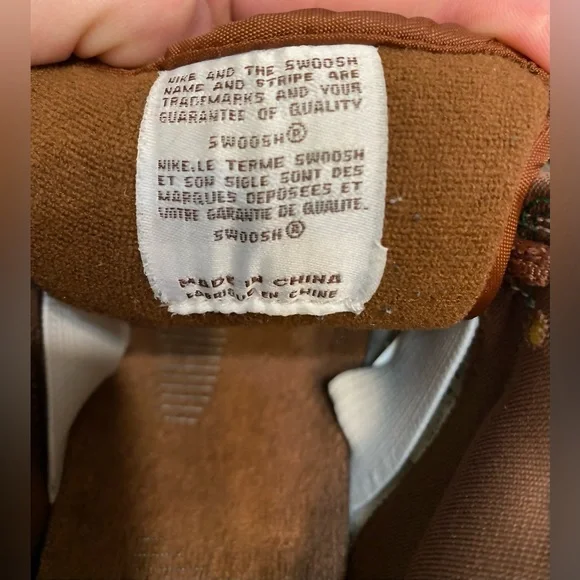 NIKE AND THE SWOOSH
NAME AND STRIPE ARE
TRADEMARKS AND YOUR
GUARANTEE OF QUALITY
SWOOSH®
NIKE, LE TERME SWOOSH
ET SON SIGLE SONT DES
MARQUES DEPOSEES ET
VOTRE GARANTIE DE QUALITE.
SWOOSH®
MADE IN CHINA
FABRIQUE EN CHINE